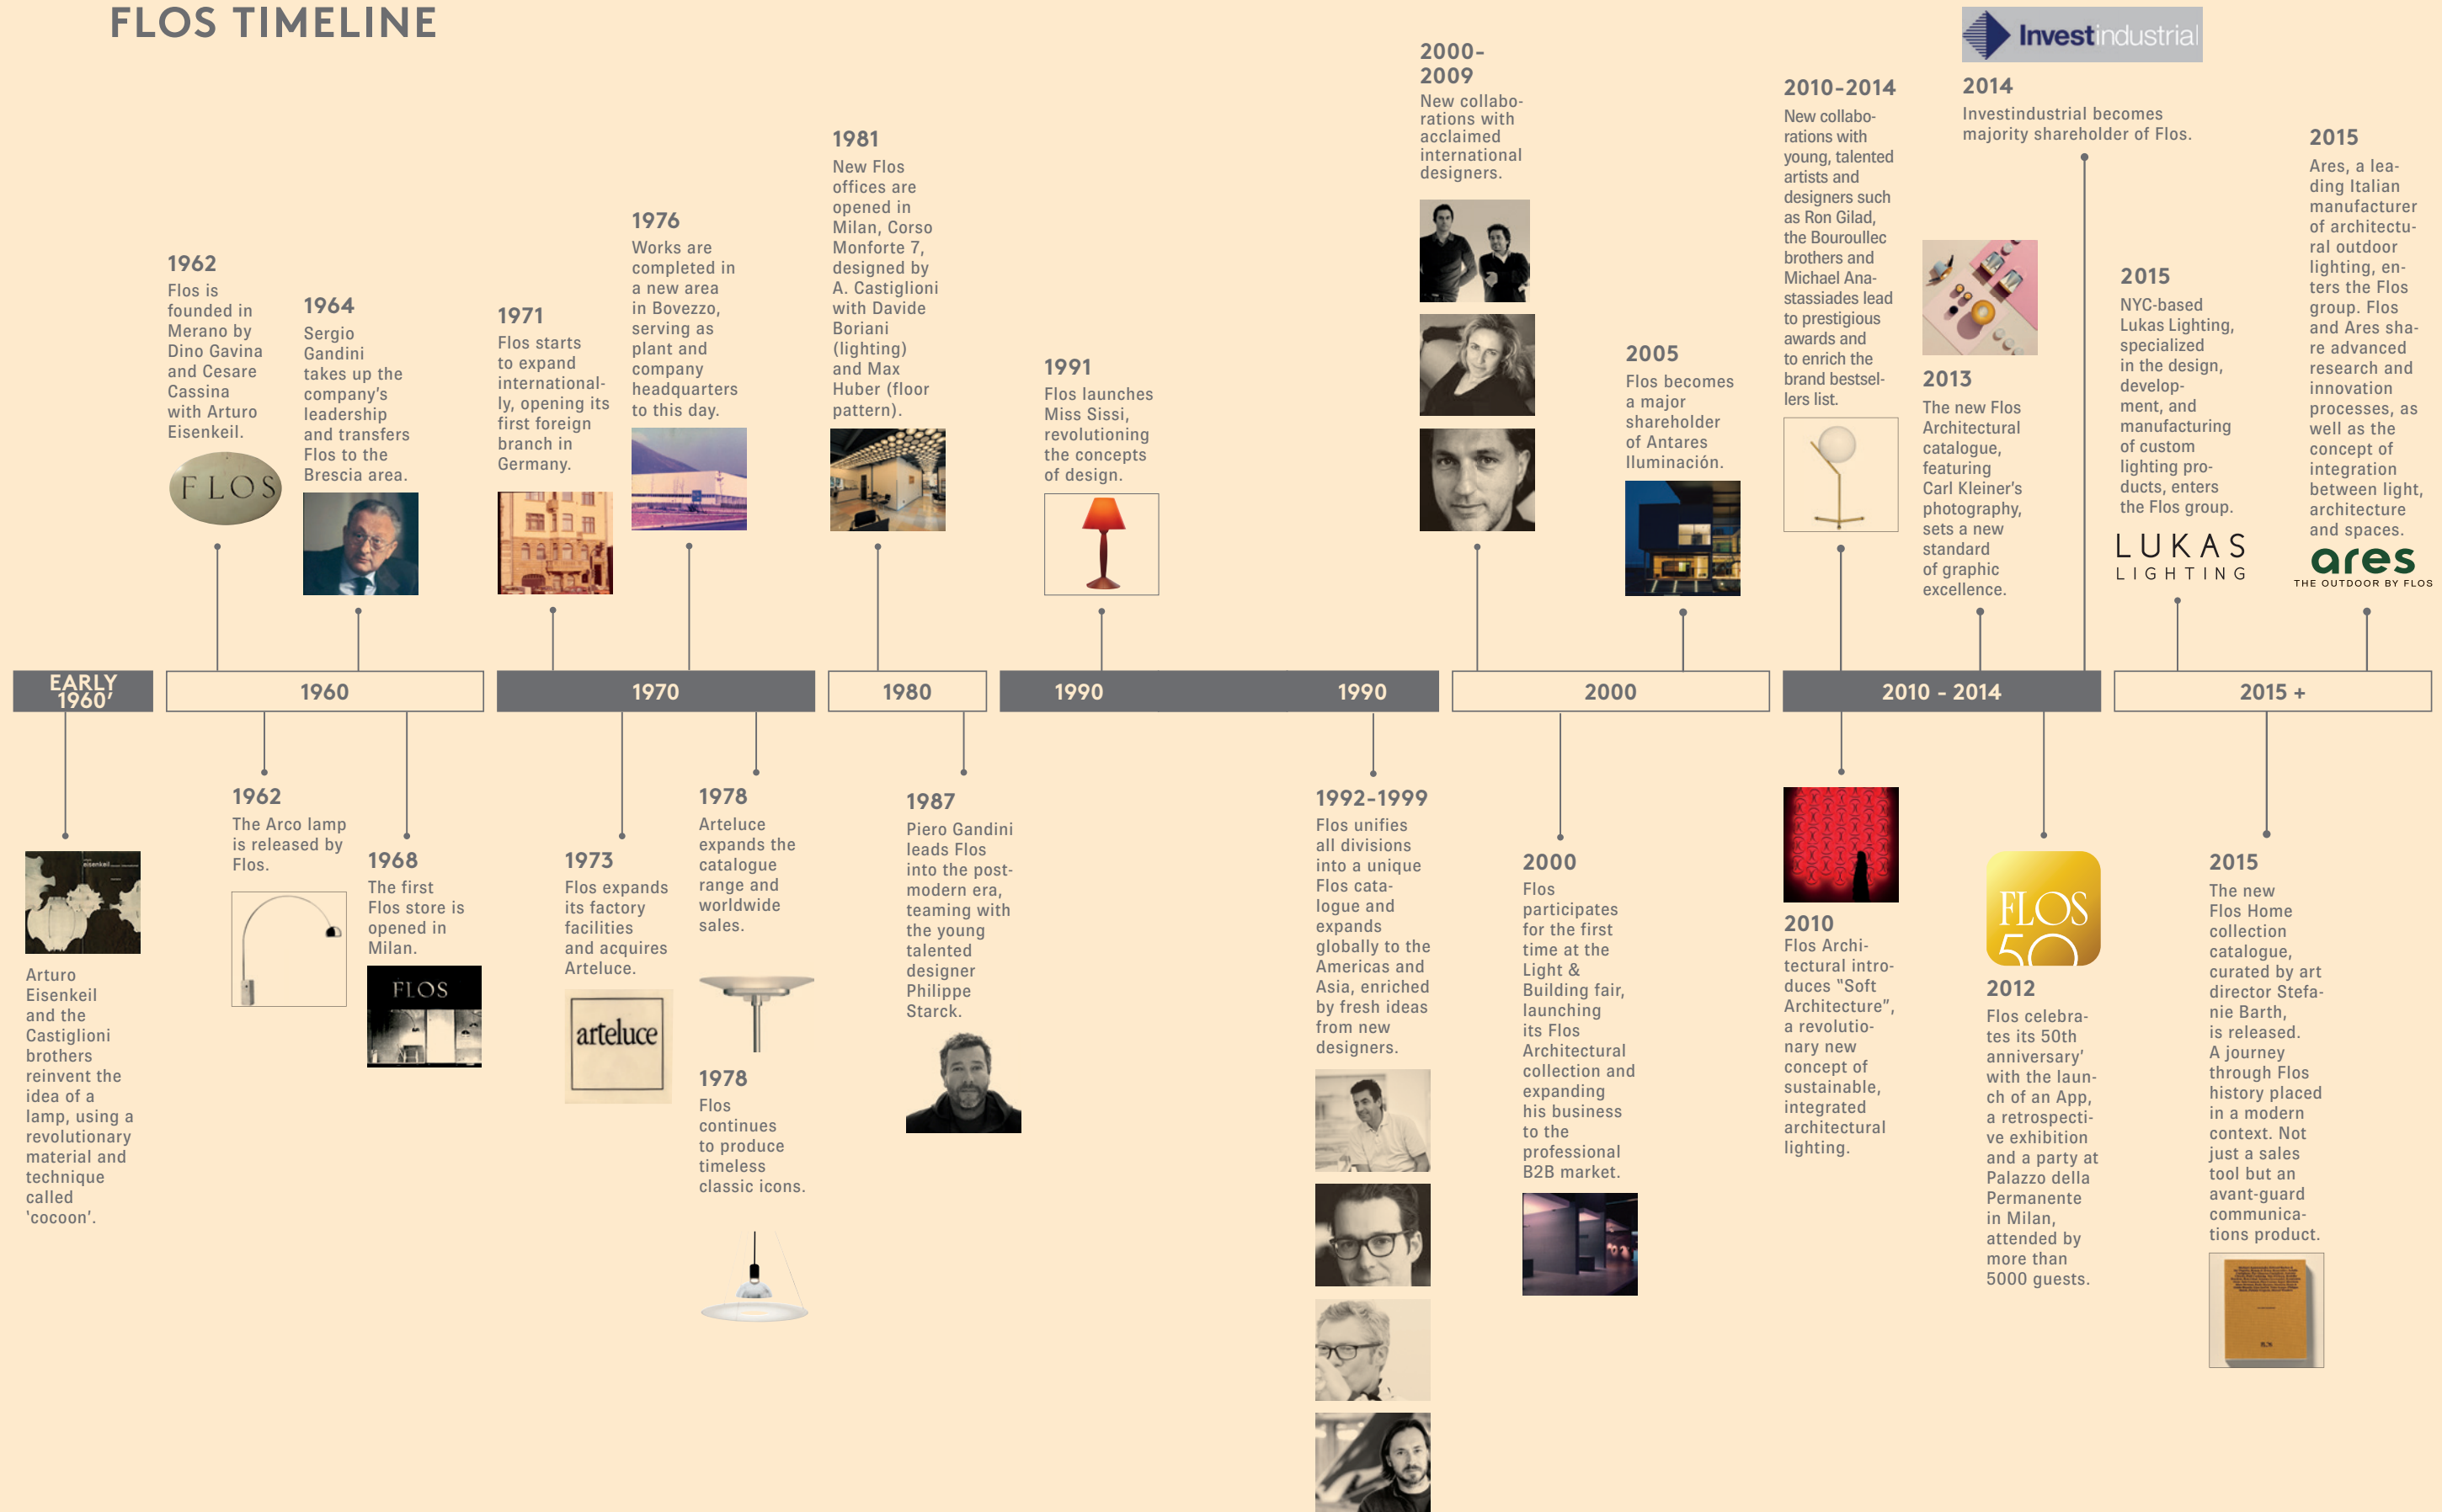 FLOS TIMELINE
Investindustrial
2014
Investindustrial becomes
majority shareholder of Flos.
2000-
2009
New collabo-
rations with
acclaimed
international
designers.
2010-2014
New collabo-
rations with
young, talented
artists and
designers such
as Ron Gilad,
the Bouroullec
brothers and
Michael Ana-
stassiades lead
to prestigious
awards and
to enrich the
brand bestsel-
lers list.
1962
Flos is
founded in
Merano by
Dino Gavina
and Cesare
Cassina
with Arturo
Eisenkeil.
FLOS
1964
Sergio
Gandini
takes up the
company's
leadership
and transfers
Flos to the
Brescia area.
1971
Flos starts
to expand
international-
ly, opening its
first foreign
branch in
Germany.
1976
Works are
completed in
a new area
in Bovezzo,
serving as
plant and
company
headquarters
to this day.
1981
New Flos
offices are
opened in
Milan, Corso
Monforte 7,
designed by
A. Castiglioni
with Davide
Boriani
(lighting)
and Max
Huber (floor
pattern).
1991
Flos launches
Miss Sissi,
revolutioning
the concepts
of design.
2005
Flos becomes
a major
shareholder
of Antares
Iluminación.
2013
The new Flos
Architectural
catalogue,
featuring
Carl Kleiner's
photography,
sets a new
standard
of graphic
excellence.
2015
NYC-based
Lukas Lighting,
specialized
in the design,
develop-
ment, and
manufacturing
of custom
lighting pro-
ducts, enters
the Flos group.
LUKAS
LIGHTING
2015
Ares, a lea-
ding Italian
manufacturer
of architectu-
ral outdoor
lighting, en-
ters the Flos
group. Flos
and Ares sha-
re advanced
research and
innovation
processes, as
well as the
concept of
integration
between light,
architecture
and spaces.
ares
THE OUTDOOR BY FLOS
EARLY
1960'
1960
1970
1980
1990
1990
2000
2010 - 2014
2015 +
eisenkeil
Arturo
Eisenkeil
and the
Castiglioni
brothers
reinvent the
idea of a
lamp, using a
revolutionary
material and
technique
called
'cocoon'.
1962
The Arco lamp
is released by
Flos.
1968
The first
Flos store is
opened in
Milan.
FLOS
1973
Flos expands
its factory
facilities
and acquires
Arteluce.
arteluce
1978
Arteluce
expands the
catalogue
range and
worldwide
sales.
1978
Flos
continues
to produce
timeless
classic icons.
1987
Piero Gandini
leads Flos
into the post-
modern era,
teaming with
the young
talented
designer
Philippe
Starck.
1992-1999
Flos unifies
all divisions
into a unique
Flos cata-
logue and
expands
globally to the
Americas and
Asia, enriched
by fresh ideas
from new
designers.
2000
Flos
participates
for the first
time at the
Light &
Building fair,
launching
its Flos
Architectural
collection and
expanding
his business
to the
professional
B2B market.
2010
Flos Archi-
tectural intro-
duces "Soft
Architecture",
a revolutio-
nary new
concept of
sustainable,
integrated
architectural
lighting.
FLOS
50
2012
Flos celebra-
tes its 50th
anniversary'
with the laun-
ch of an App,
a retrospecti-
ve exhibition
and a party at
Palazzo della
Permanente
in Milan,
attended by
more than
5000 guests.
2015
The new
Flos Home
collection
catalogue,
curated by art
director Stefa-
nie Barth,
is released.
A journey
through Flos
history placed
in a modern
context. Not
just a sales
tool but an
avant-guard
communica-
tions product.